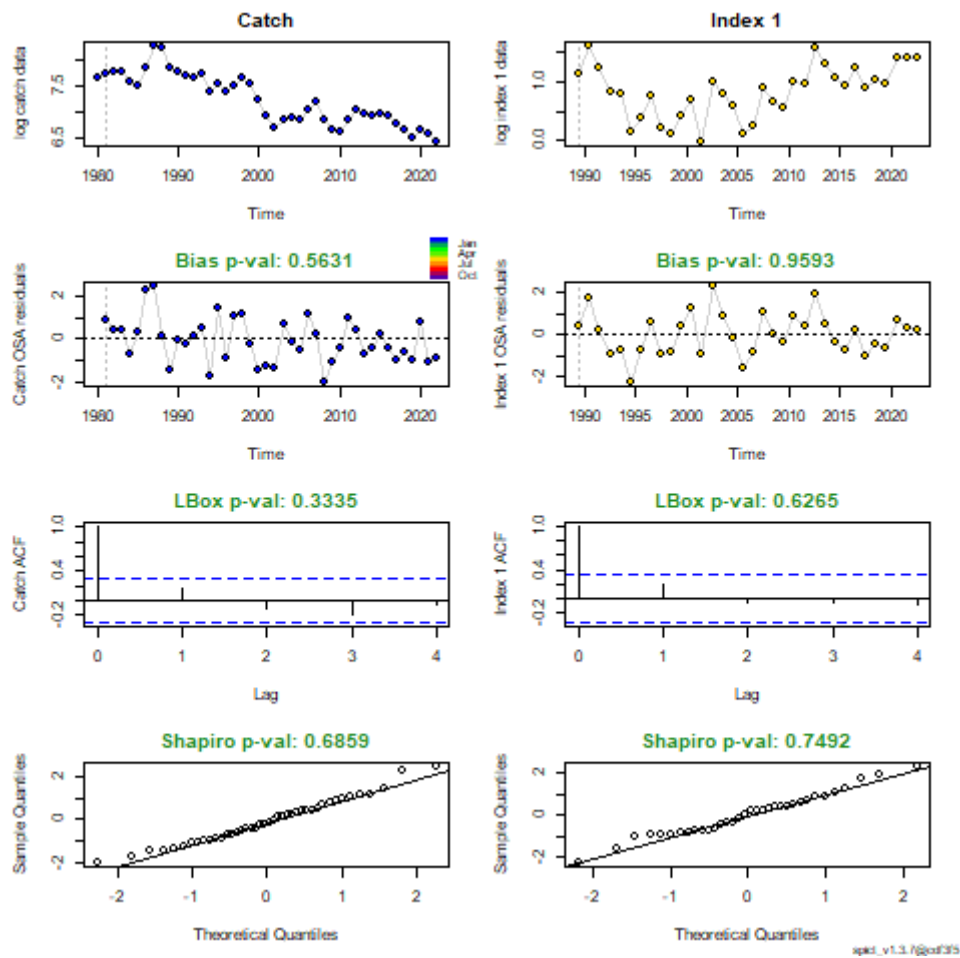 Catch
Index 1
log catch data
7.5
6.5
1980 1990 2000 2010 2020
Time
log index 1 data
1.0
0.0
1990 1995 2000 2005 2010 2015 2020
Time
Jan
Bias p-val: 0.5631
Bias p-val: 0.9593
Catch OSA residuals
2
0
-2
1980 1990 2000 2010 2020
Time
Index 1 OSA residuals
2
0
-2
1990 1995 2000 2005 2010 2015 2020
Time
LBox p-val: 0.3335
LBox p-val: 0.6265
Catch ACF
1.0
0.4
-0.2
0 1 2 3 4
Lag
Index 1 ACF
1.0
0.4
-0.2
0 1 2 3 4
Lag
Shapiro p-val: 0.6859
Shapiro p-val: 0.7492
Sample Quantiles
2
0
-2
-2 -1 0 1 2
Theoretical Quantiles
Sample Quantiles
2
0
-2
-2 -1 0 1 2
Theoretical Quantiles